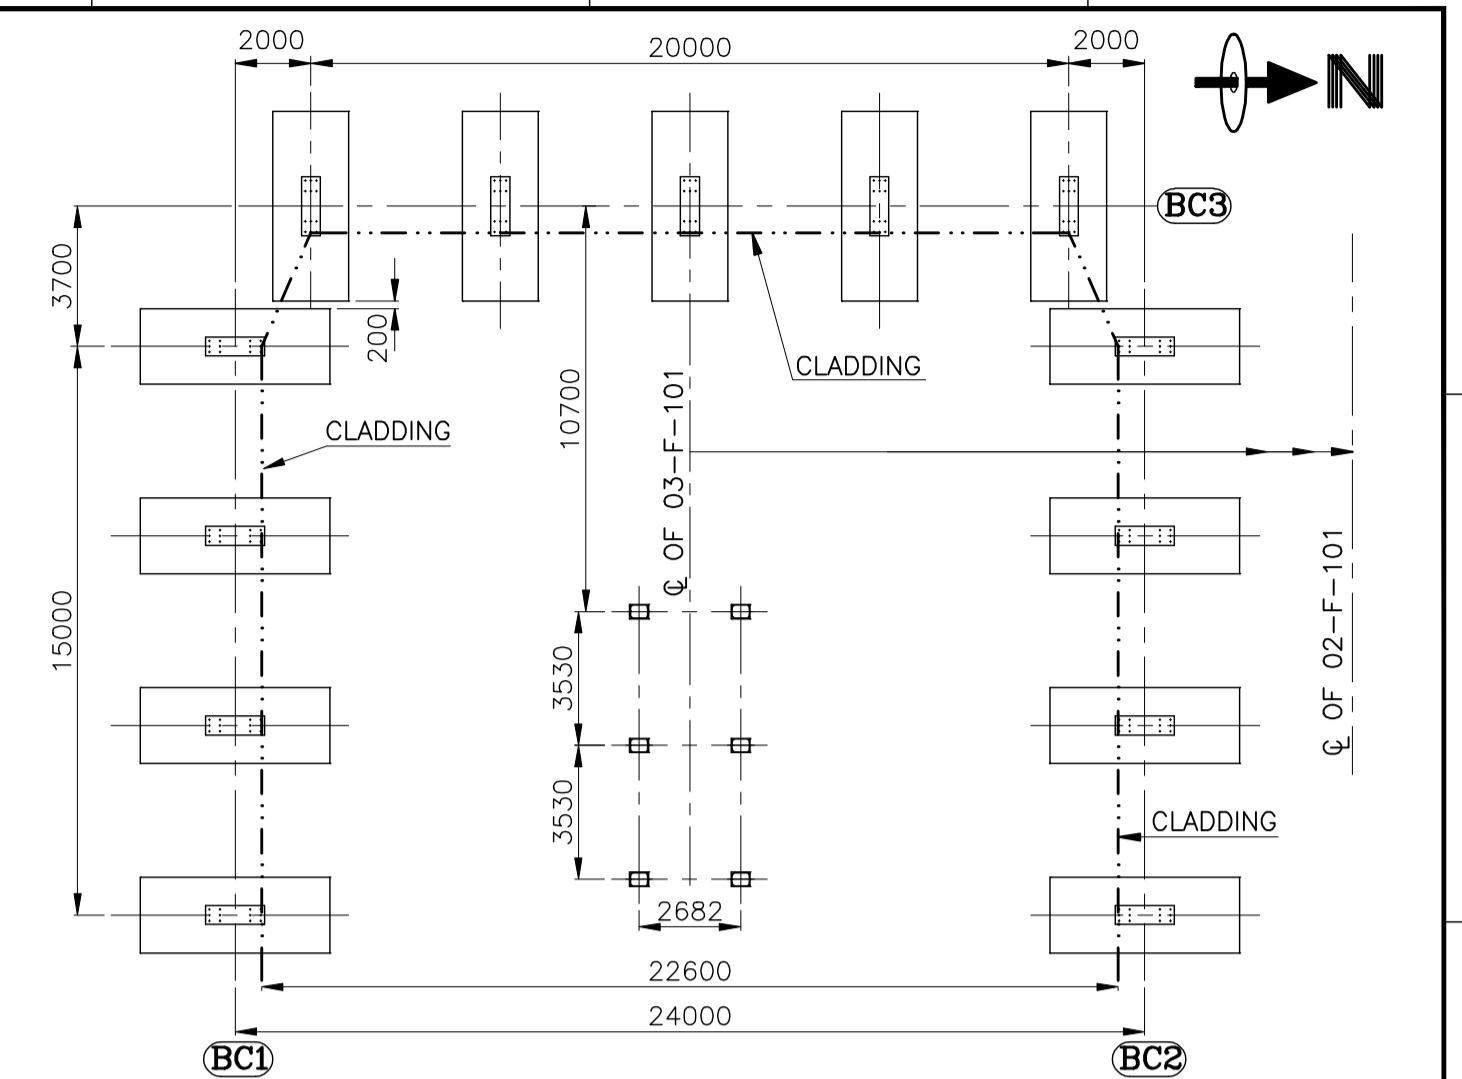 2000
20000
2000
N
BC3
3700
200
CLADDING
10700
℄ OF 03-F-101
CLADDING
15000
℄ OF 02-F-101
3530
3530
CLADDING
2682
22600
24000
BC1
BC2